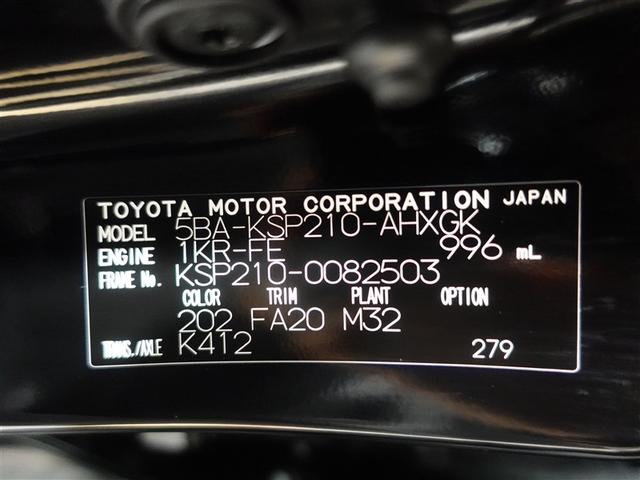 TOYOTA MOTOR CORPORATION JAPAN
MODEL 5BA-KSP210-AHXGK
ENGINE 1KR-FE 996 mL
FRAME No. KSP210-0082503
COLOR TRIM PLANT OPTION
202 FA20 M32
TRANS./AXLE K412 279